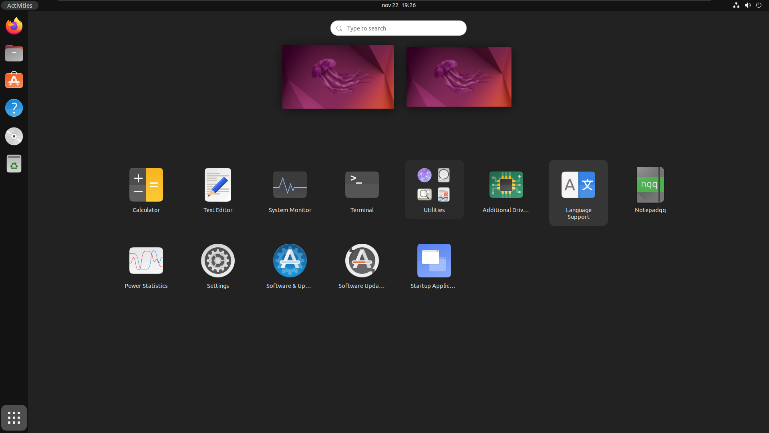 Activities
nov 22 19:26
Type to search
Calculator
Text Editor
System Monitor
Terminal
Utilities
Additional Driv...
Language
Support
Notepadqq
nqq
Power Statistics
Settings
Software & Up...
Software Upda...
Startup Applic...